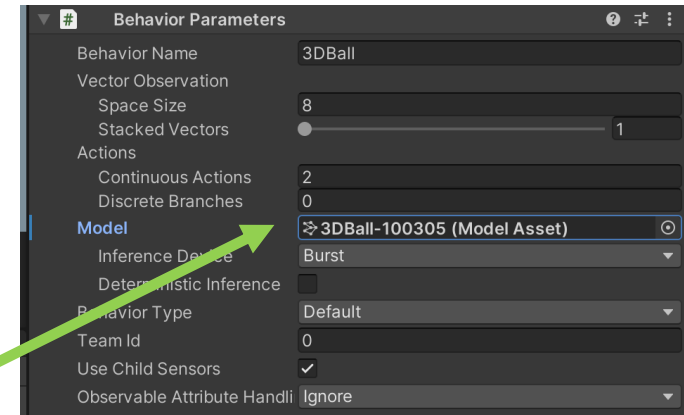 # Behavior Parameters
Behavior Name 3DBall
Vector Observation
Space Size 8
Stacked Vectors 1
Actions
Continuous Actions 2
Discrete Branches 0
Model 3DBall-100305 (Model Asset)
Inference Device Burst
Deterministic Inference
Behavior Type Default
Team Id 0
Use Child Sensors
Observable Attribute Handli Ignore